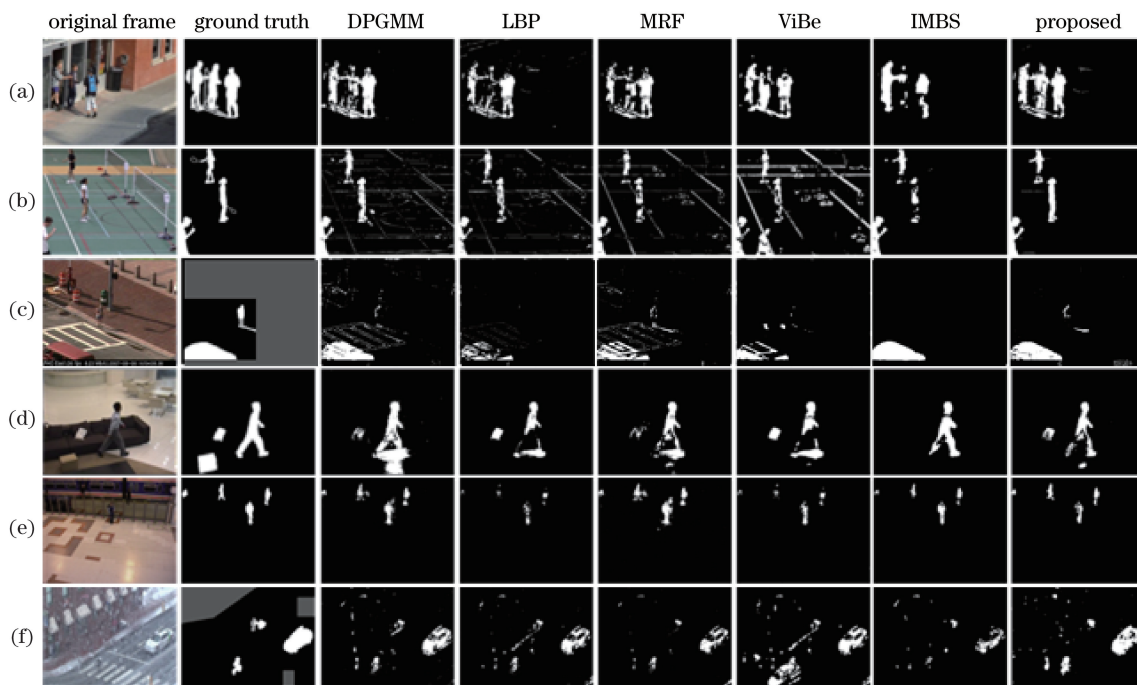 original frame ground truth DPGMM LBP MRF ViBe IMBS proposed
(a)
(b)
(c)
(d)
(e)
(f)